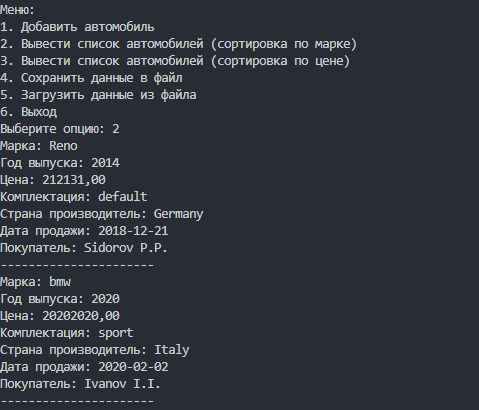 Меню:
1. Добавить автомобиль
2. Вывести список автомобилей (сортировка по марке)
3. Вывести список автомобилей (сортировка по цене)
4. Сохранить данные в файл
5. Загрузить данные из файла
6. Выход
Выберите опцию: 2
Марка: Reno
Год выпуска: 2014
Цена: 212131,00
Комплектация: default
Страна производитель: Germany
Дата продажи: 2018-12-21
Покупатель: Sidorov P.P.
----------------------
Марка: bmw
Год выпуска: 2020
Цена: 20202020,00
Комплектация: sport
Страна производитель: Italy
Дата продажи: 2020-02-02
Покупатель: Ivanov I.I.
----------------------